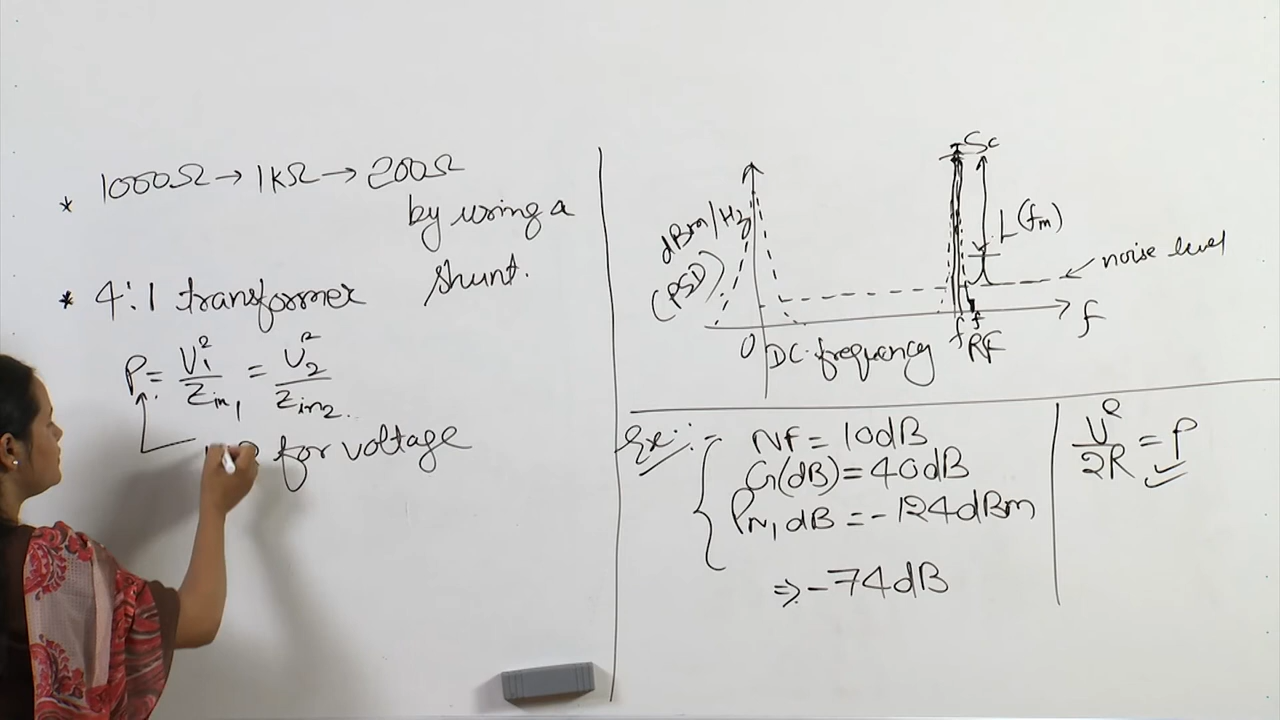 * 1000Ω → 1KΩ → 200Ω
by using a
shunt.
* 4:1 transformer
P = V₁²/Zin₁ = V₂²/Zin₂.
for voltage
Sc
dBm/Hz
(PSD)
L(fm)
noise level
f
0 DC frequency
f f
RF
Ex:-
NF = 10dB
G(dB) = 40dB
PN, dB = -124dBm
⇒ -74dB
V²/2R = P